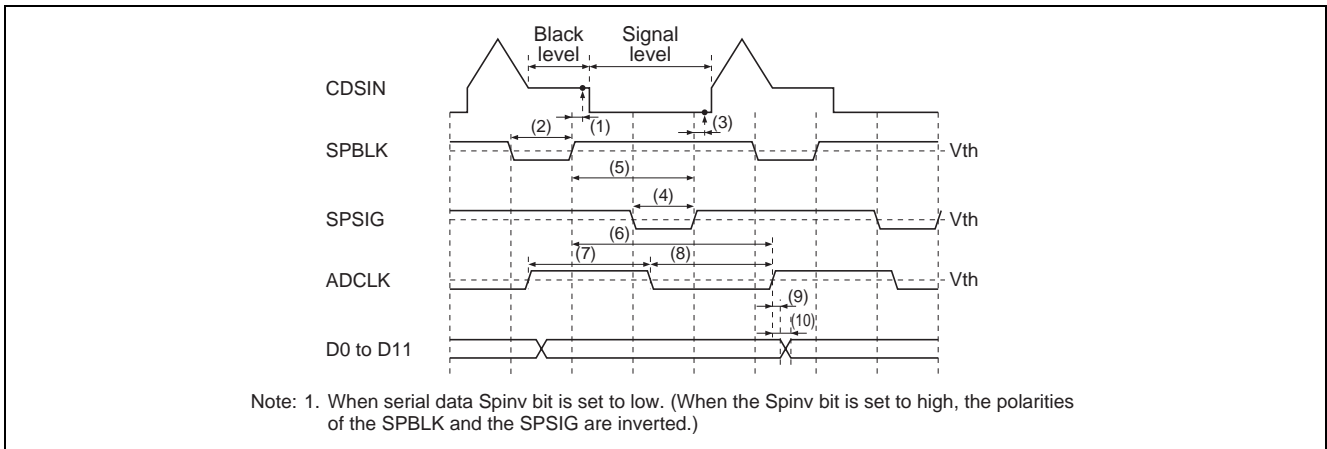 Black level
Signal level
CDSIN
(1)
(2)
(3)
SPBLK
Vth
(5)
(4)
SPSIG
Vth
(6)
(7)
(8)
ADCLK
Vth
(9)
(10)
D0 to D11
Note: 1. When serial data Spinv bit is set to low. (When the Spinv bit is set to high, the polarities
of the SPBLK and the SPSIG are inverted.)